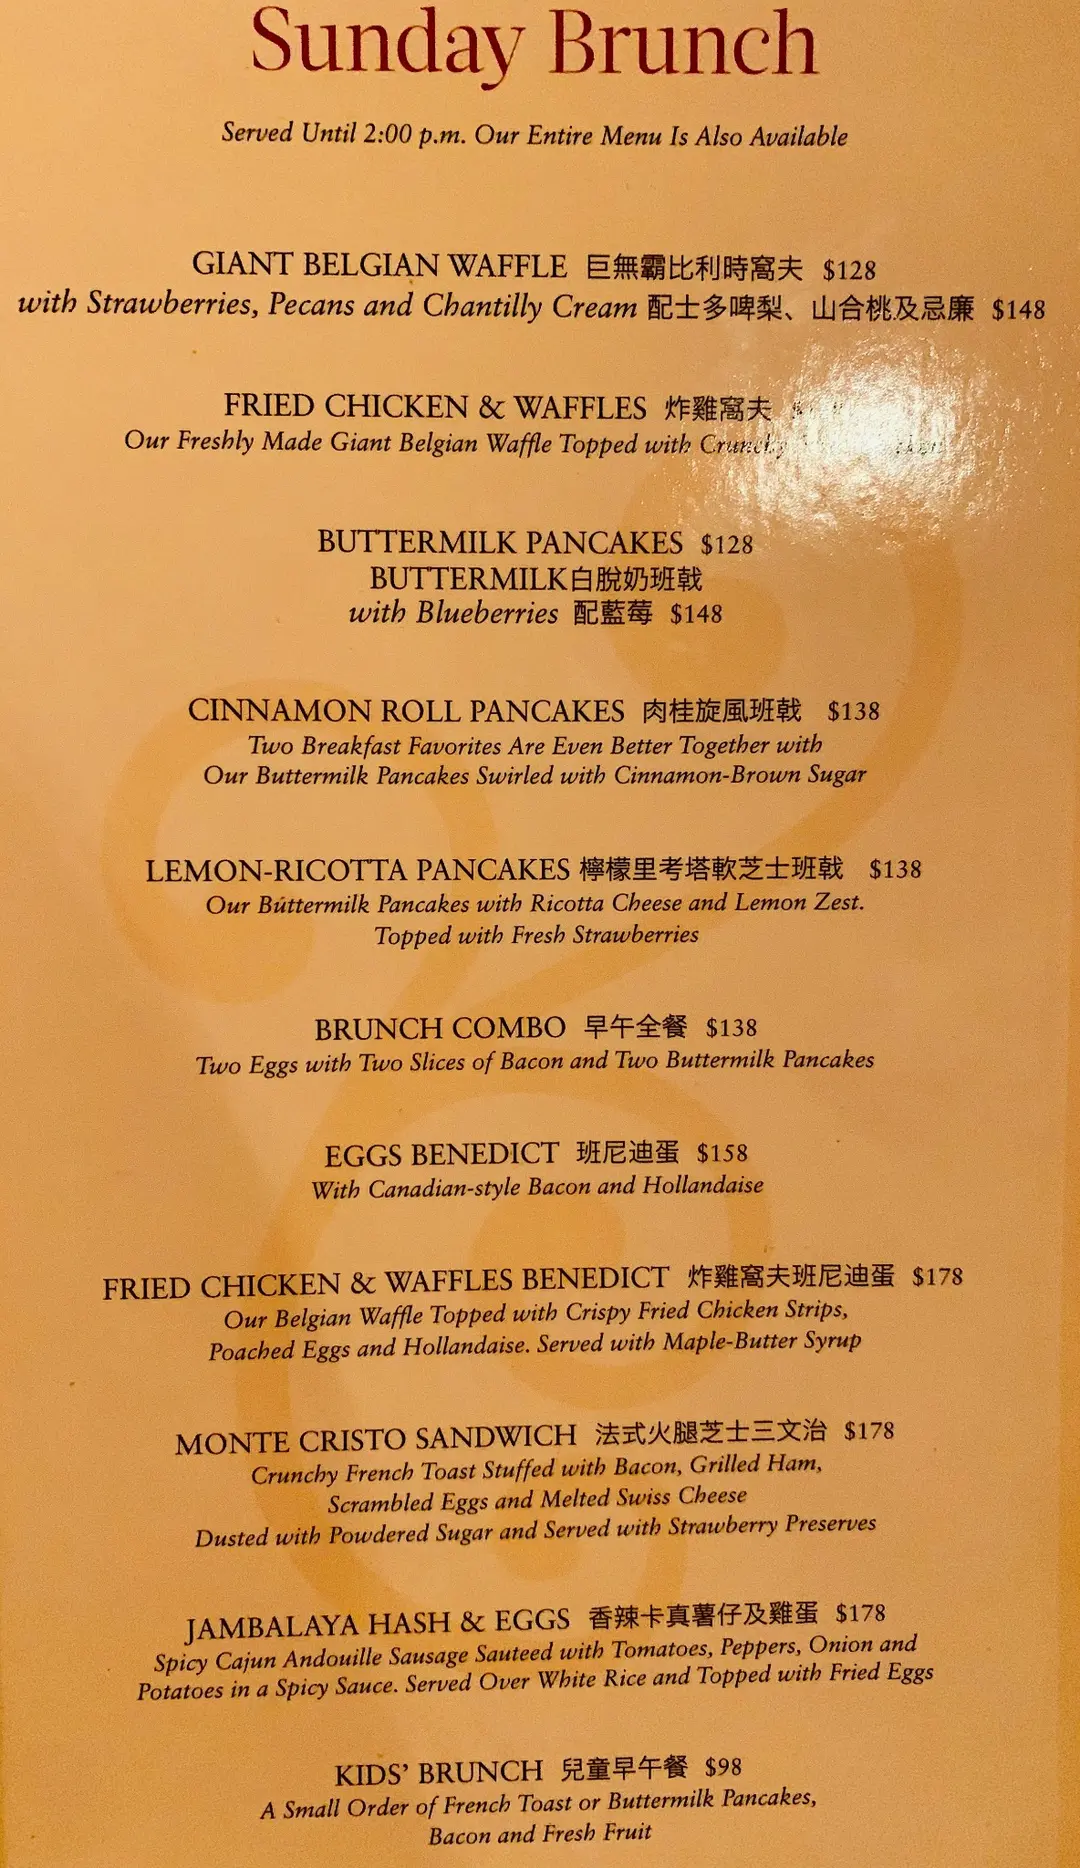 Sunday Brunch
Served Until 2:00 p.m. Our Entire Menu Is Also Available
GIANT BELGIAN WAFFLE 巨無霸比利時窩夫 $128
with Strawberries, Pecans and Chantilly Cream 配士多啤梨、山合桃及忌廉 $148
FRIED CHICKEN & WAFFLES 炸雞窩夫
Our Freshly Made Giant Belgian Waffle Topped with Crunchy
BUTTERMILK PANCAKES $128
BUTTERMILK白脫奶班戟
with Blueberries 配藍莓 $148
CINNAMON ROLL PANCAKES 肉桂旋風班戟 $138
Two Breakfast Favorites Are Even Better Together with
Our Buttermilk Pancakes Swirled with Cinnamon-Brown Sugar
LEMON-RICOTTA PANCAKES 檸檬里考塔軟芝士班戟 $138
Our Buttermilk Pancakes with Ricotta Cheese and Lemon Zest.
Topped with Fresh Strawberries
BRUNCH COMBO 早午全餐 $138
Two Eggs with Two Slices of Bacon and Two Buttermilk Pancakes
EGGS BENEDICT 班尼迪蛋 $158
With Canadian-style Bacon and Hollandaise
FRIED CHICKEN & WAFFLES BENEDICT 炸雞窩夫班尼迪蛋 $178
Our Belgian Waffle Topped with Crispy Fried Chicken Strips,
Poached Eggs and Hollandaise. Served with Maple-Butter Syrup
MONTE CRISTO SANDWICH 法式火腿芝士三文治 $178
Crunchy French Toast Stuffed with Bacon, Grilled Ham,
Scrambled Eggs and Melted Swiss Cheese
Dusted with Powdered Sugar and Served with Strawberry Preserves
JAMBALAYA HASH & EGGS 香辣卡真薯仔及雞蛋 $178
Spicy Cajun Andouille Sausage Sauteed with Tomatoes, Peppers, Onion and
Potatoes in a Spicy Sauce. Served Over White Rice and Topped with Fried Eggs
KIDS' BRUNCH 兒童早午餐 $98
A Small Order of French Toast or Buttermilk Pancakes,
Bacon and Fresh Fruit